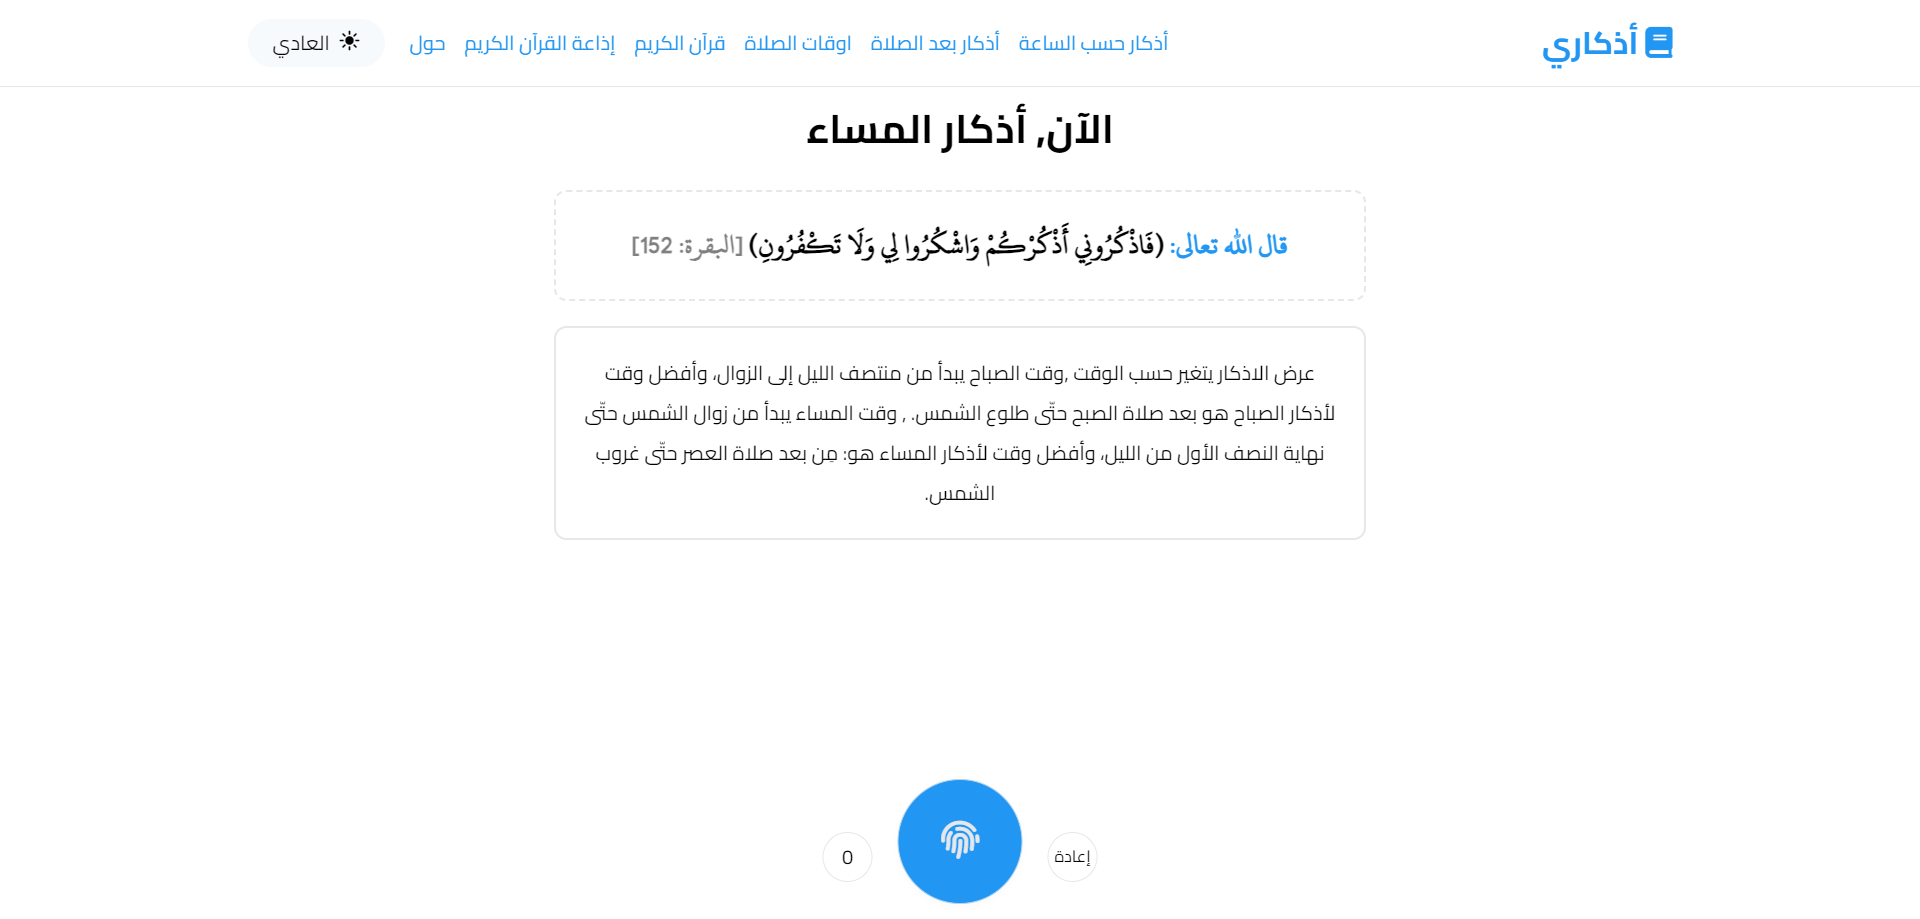 أذكاري
أذكار حسب الساعة
أذكار بعد الصلاة
اوقات الصلاة
قرآن الكريم
إذاعة القرآن الكريم
حول
العادي
الآن, أذكار المساء
قال الله تعالى: (فَاذْكُرُونِي أَذْكُرْكُمْ وَاشْكُرُوا لِي وَلَا تَكْفُرُونِ) [البقرة: 152]
عرض الاذكار يتغير حسب الوقت ,وقت الصباح يبدأ من منتصف الليل إلى الزوال، وأفضل وقت
لأذكار الصباح هو بعد صلاة الصبح حتّى طلوع الشمس. , وقت المساء يبدأ من زوال الشمس حتّى
نهاية النصف الأول من الليل، وأفضل وقت لأذكار المساء هو: مِن بعد صلاة العصر حتّى غروب
الشمس.
إعادة
0